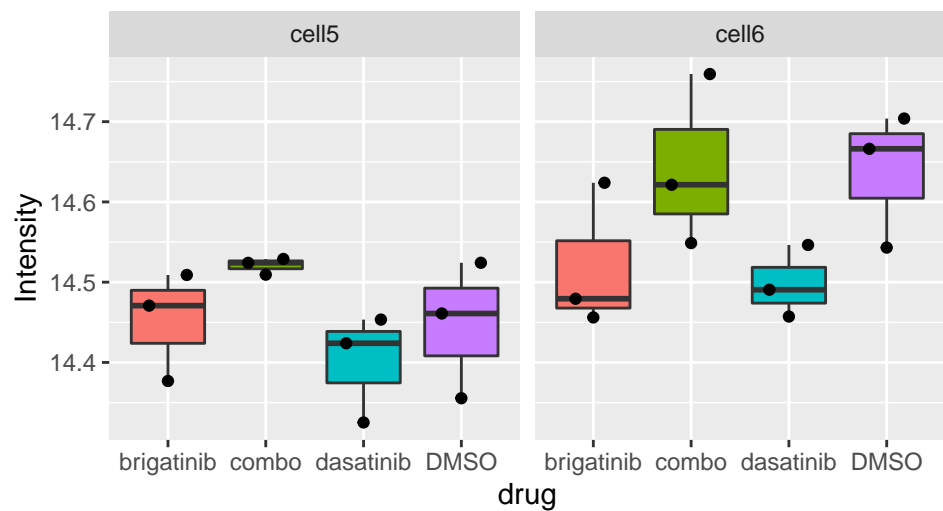 cell5 cell6
Intensity
14.7
14.6
14.5
14.4
brigatinib combo dasatinib DMSO brigatinib combo dasatinib DMSO
drug